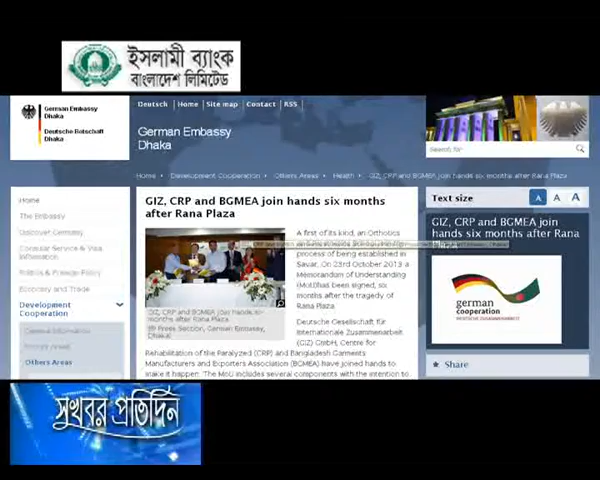 ইসলামী ব্যাংক
বাংলাদেশ লিমিটেড
German Embassy
Dhaka
Deutsche Botschaft
Dhaka
Deutsch Home Site map Contact RSS
German Embassy
Dhaka
Search for
Home Development Cooperation Others Areas Health GIZ, CRP and BGMEA join hands six months after Rana Plaza
Home
The Embassy
Discover Germany
Consular Service & Visa
Information
Politics & Foreign Policy
Economy and Trade
Development
Cooperation
General Information
Others Areas
GIZ, CRP and BGMEA join hands six months
after Rana Plaza
GIZ, CRP and BGMEA join hands six
months after Rana Plaza
(© Press Section, German Embassy,
Dhaka)
A first of its kind, an Orthotics
process of being established in
Savar. On 23rd October 2013 a
Memorandum of Understanding
(MoU)has been signed, six
months after the tragedy of
Rana Plaza
Deutsche Gesellschaft für
Internationale Zusammenarbeit
(GIZ) GmbH, Centre for
Rehabilitation of the Paralyzed (CRP) and Bangladesh Garments
Manufacturers and Exporters Association (BGMEA) have joined hands to
make it happen. The MoU includes several components with the intention to
Text size A A A
GIZ, CRP and BGMEA join
hands six months after Rana
Plaza
german
cooperation
DEUTSCHE ZUSAMMENARBEIT
Share
সুখবর প্রতিদিন